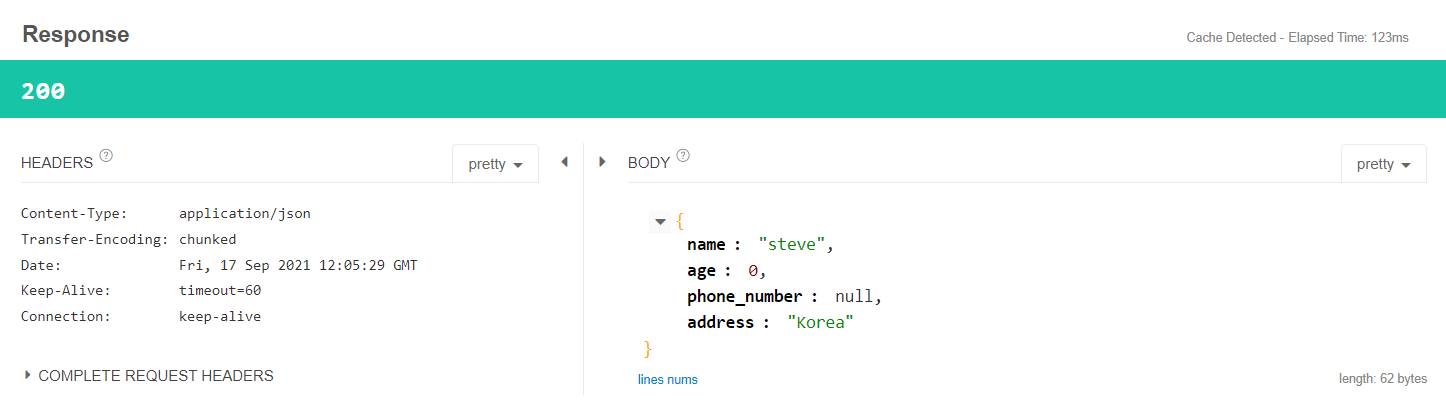 Response
Cache Detected - Elapsed Time: 123ms
200
HEADERS ?
pretty
Content-Type: application/json
Transfer-Encoding: chunked
Date: Fri, 17 Sep 2021 12:05:29 GMT
Keep-Alive: timeout=60
Connection: keep-alive
COMPLETE REQUEST HEADERS
BODY ?
pretty
{
name : "steve",
age : 0,
phone_number : null,
address : "Korea"
}
lines nums
length: 62 bytes